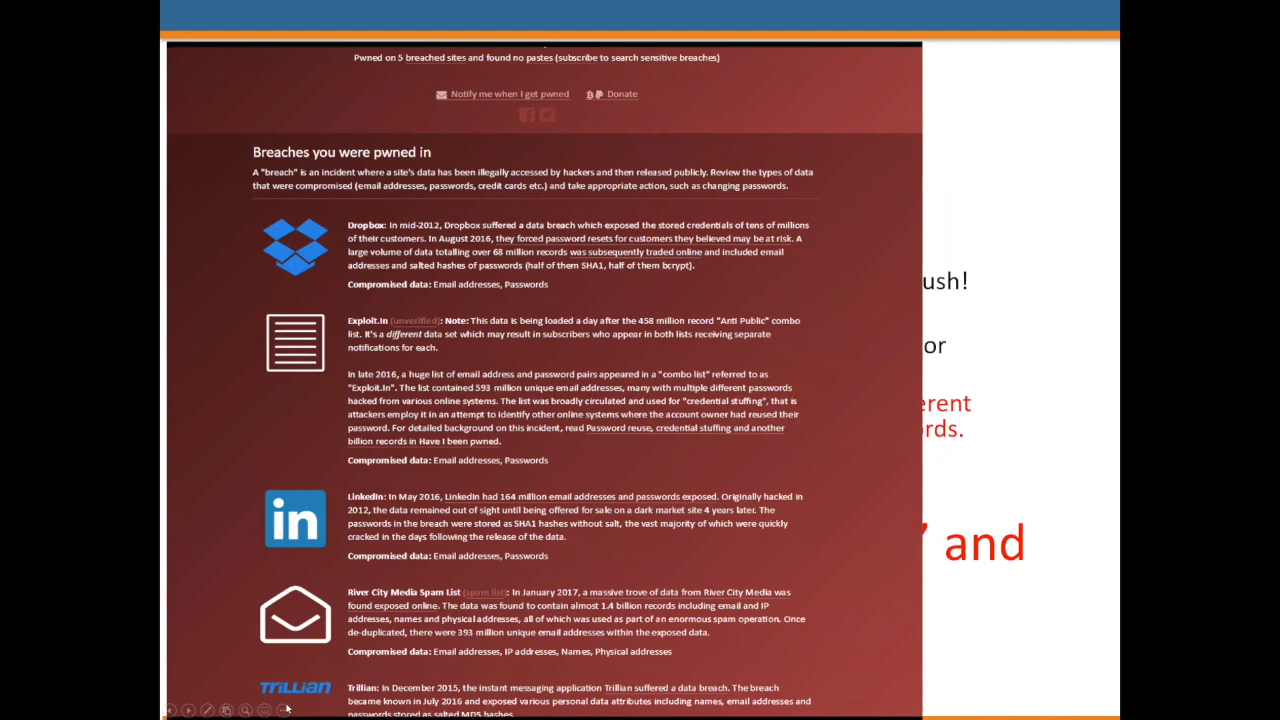 Pwned on 5 breached sites and found no pastes (subscribe to search sensitive breaches)
Notify me when I get pwned Donate
Breaches you were pwned in
A "breach" is an incident where a site's data has been illegally accessed by hackers and then released publicly. Review the types of data
that were compromised (email addresses, passwords, credit cards etc.) and take appropriate action, such as changing passwords.
Dropbox: In mid-2012, Dropbox suffered a data breach which exposed the stored credentials of tens of millions
of their customers. In August 2016, they forced password resets for customers they believed may be at risk. A
large volume of data totalling over 68 million records was subsequently traded online and included email
addresses and salted hashes of passwords (half of them SHA1, half of them bcrypt).
Compromised data: Email addresses, Passwords
Exploit.In (unverified): Note: This data is being loaded a day after the 458 million record "Anti Public" combo
list. It's a different data set which may result in subscribers who appear in both lists receiving separate
notifications for each.
In late 2016, a huge list of email address and password pairs appeared in a "combo list" referred to as
"Exploit.In". The list contained 593 million unique email addresses, many with multiple different passwords
hacked from various online systems. The list was broadly circulated and used for "credential stuffing", that is
attackers employ it in an attempt to identify other online systems where the account owner had reused their
password. For detailed background on this incident, read Password reuse, credential stuffing and another
billion records in Have I been pwned.
Compromised data: Email addresses, Passwords
in
LinkedIn: In May 2016, LinkedIn had 164 million email addresses and passwords exposed. Originally hacked in
2012, the data remained out of sight until being offered for sale on a dark market site 4 years later. The
passwords in the breach were stored as SHA1 hashes without salt, the vast majority of which were quickly
cracked in the days following the release of the data.
Compromised data: Email addresses, Passwords
River City Media Spam List (spam list): In January 2017, a massive trove of data from River City Media was
found exposed online. The data was found to contain almost 1.4 billion records including email and IP
addresses, names and physical addresses, all of which was used as part of an enormous spam operation. Once
de-duplicated, there were 393 million unique email addresses within the exposed data.
Compromised data: Email addresses, IP addresses, Names, Physical addresses
TRILLIAN
Trillian: In December 2015, the instant messaging application Trillian suffered a data breach. The breach
became known in July 2016 and exposed various personal data attributes including names, email addresses and
passwords stored as salted MD5 hashes.
ush!
or
erent
rds.
" and